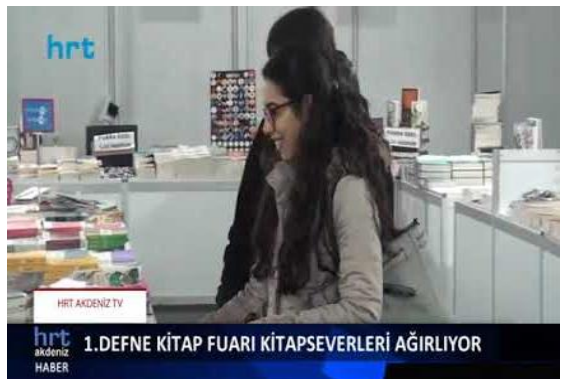 hrt
HRT AKDENİZ TV
hrt
akdeniz
HABER
1.DEFNE KİTAP FUARI KİTAPSEVERLERİ AĞIRLIYOR